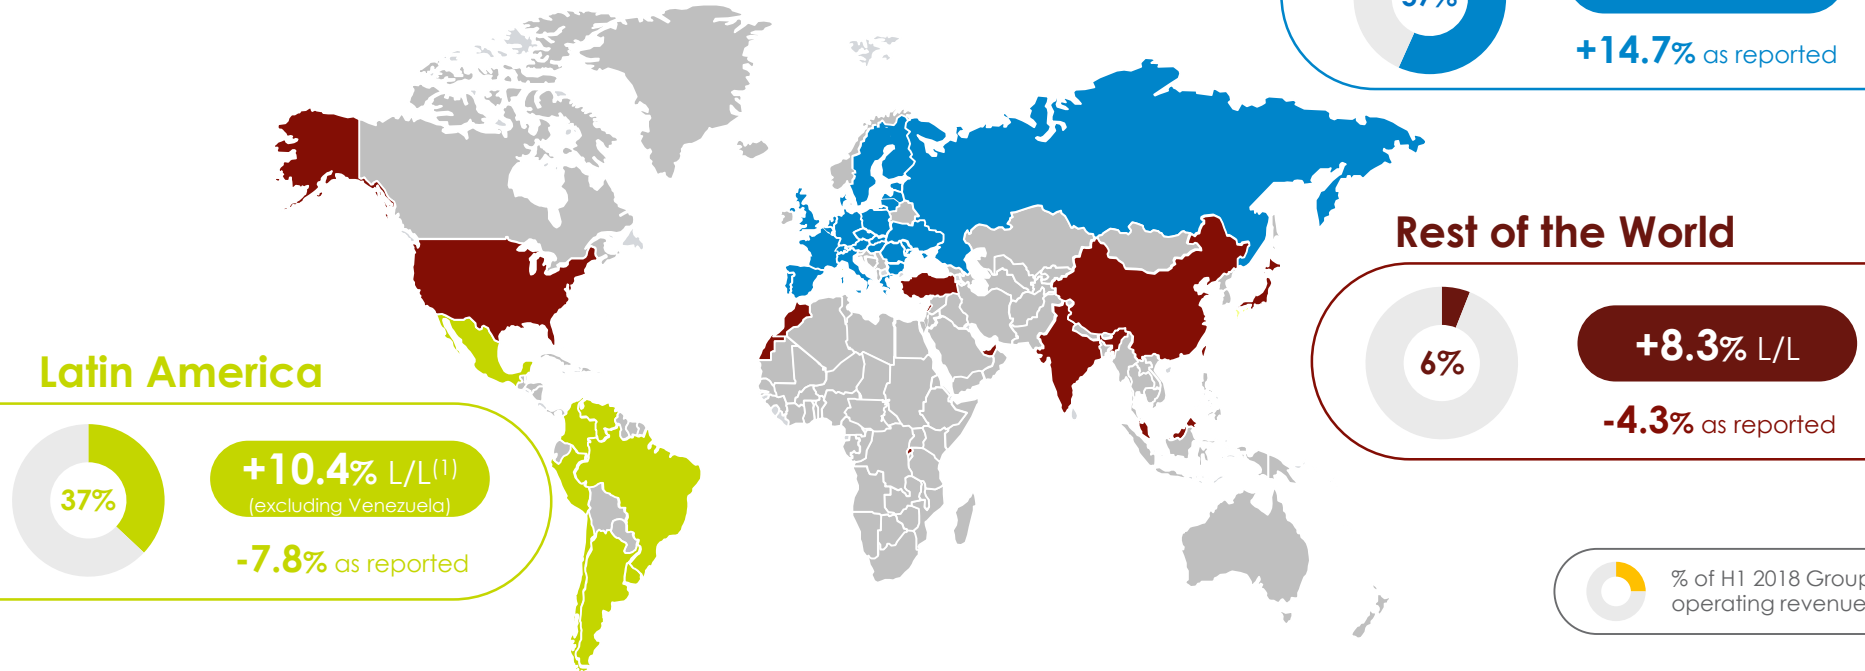 +14.7% as reported
Rest of the World
6%
+8.3% L/L
-4.3% as reported
Latin America
37%
+10.4% L/L(1)
(excluding Venezuela)
-7.8% as reported
% of H1 2018 Group
operating revenue